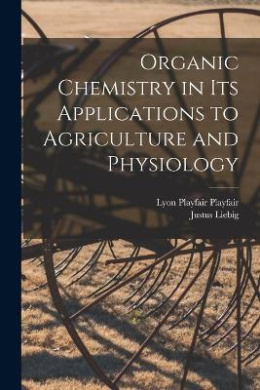 Organic
Chemistry in Its
Applications to
Agriculture and
Physiology
Lyon Playfair Playfair
Justus Liebig